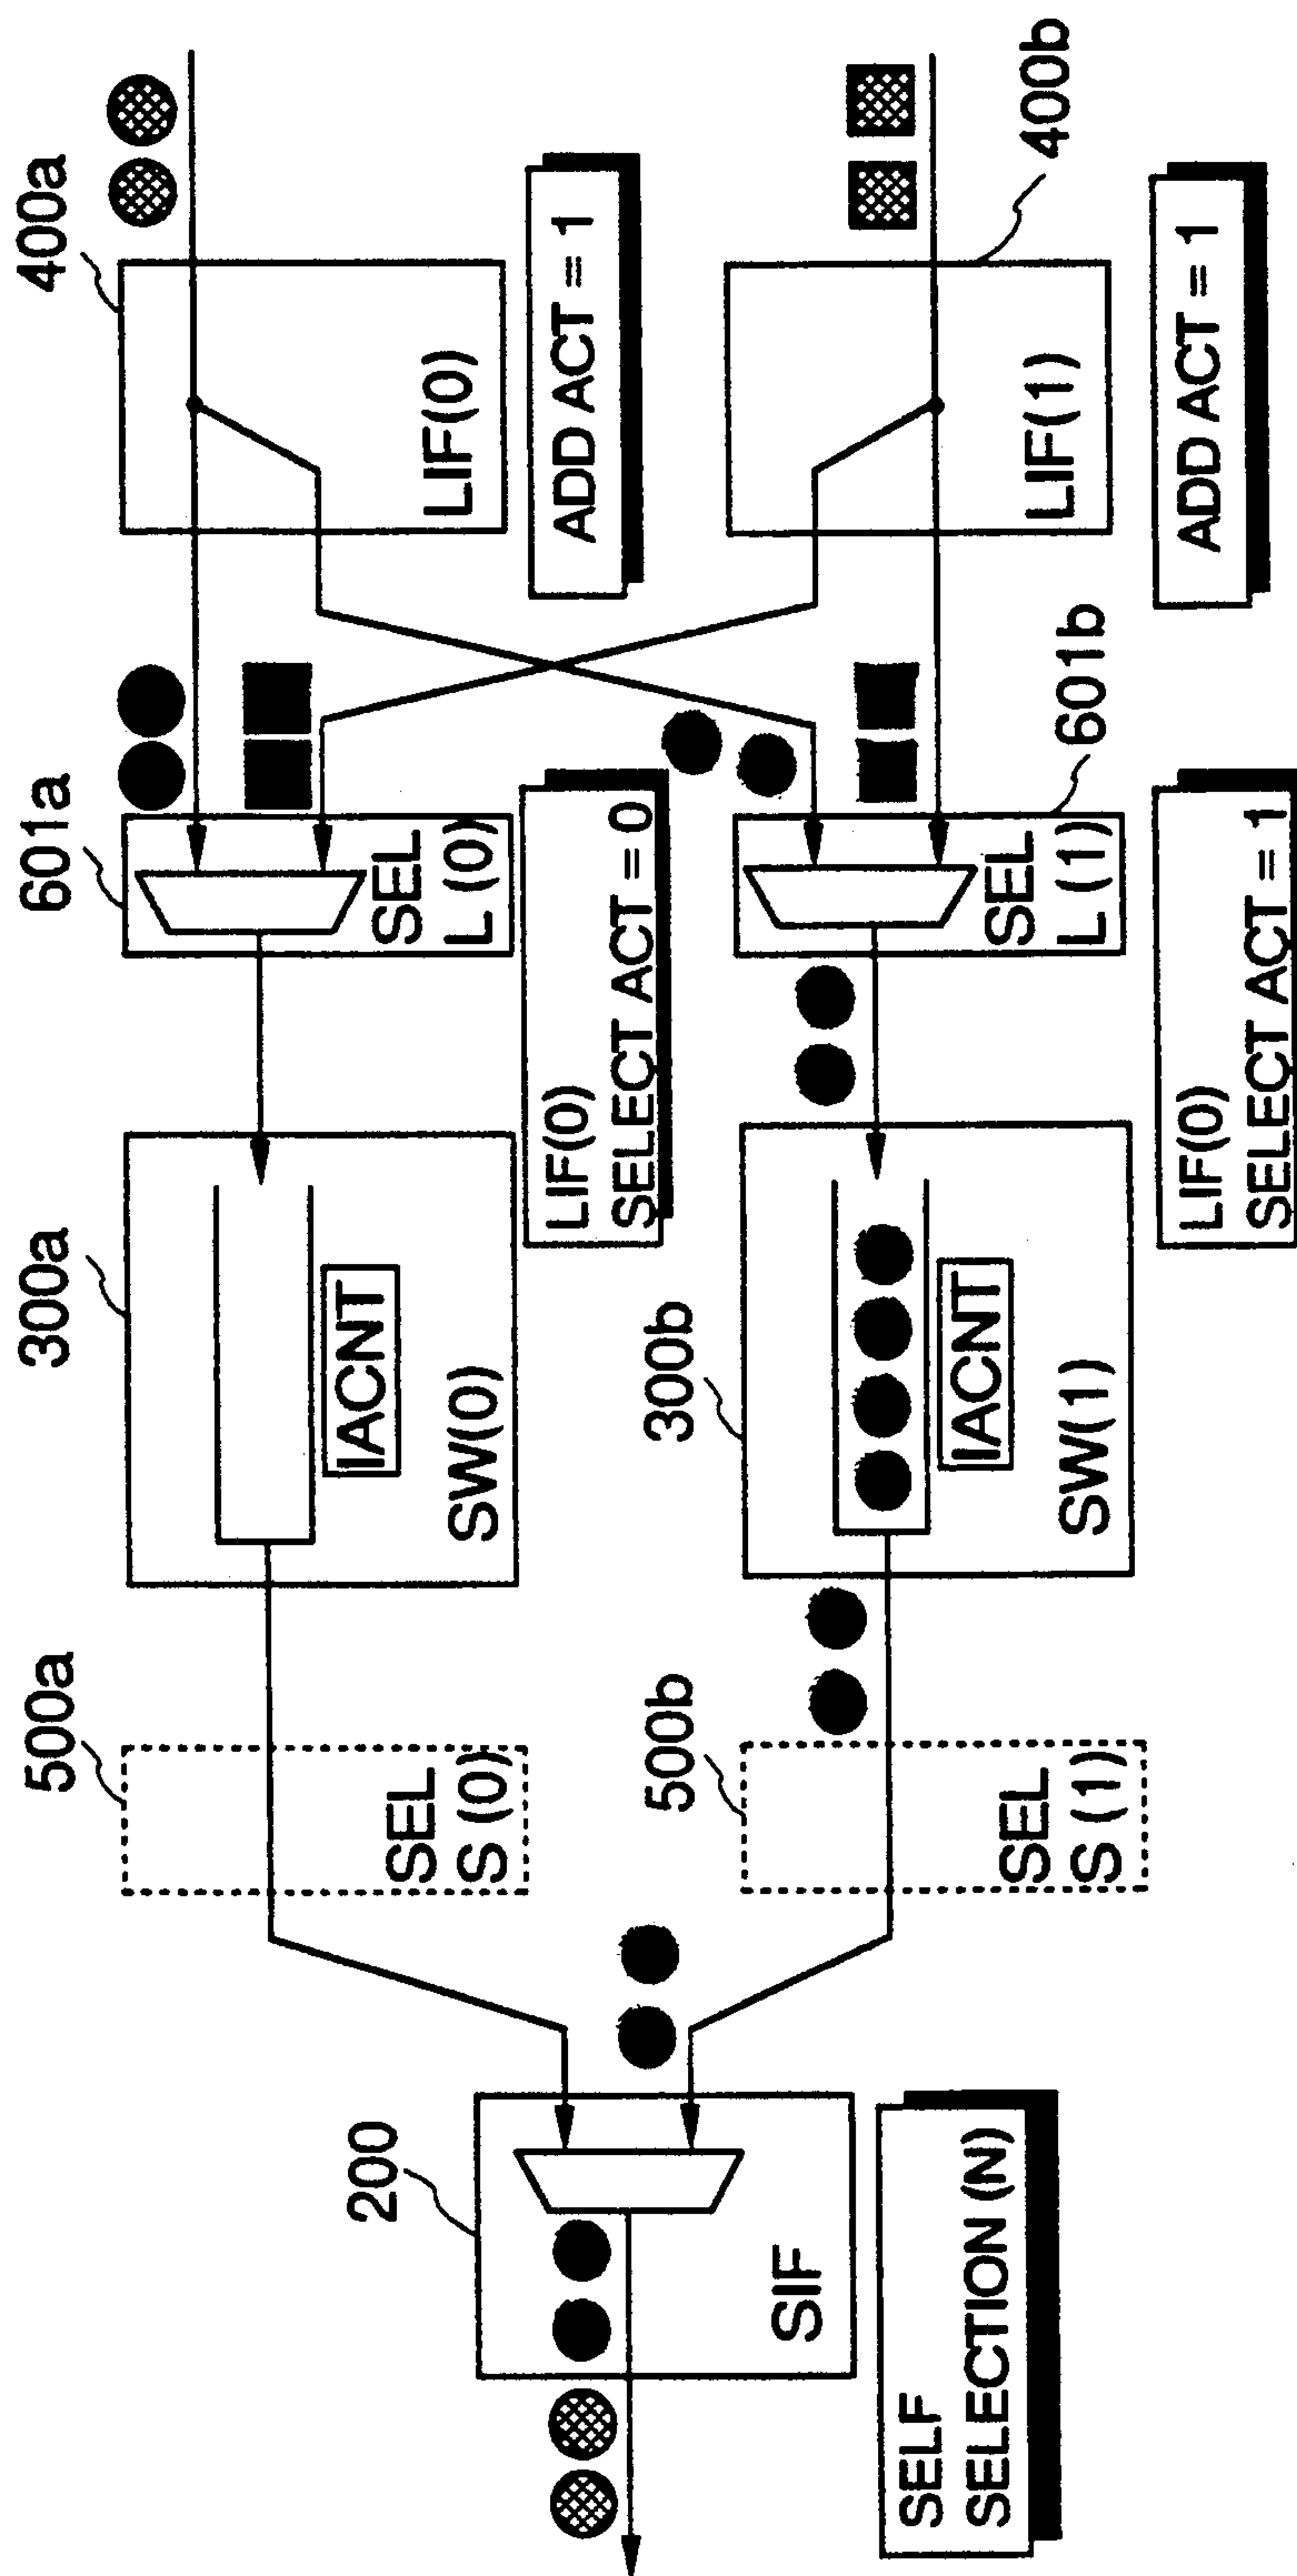 400a
LIF(0)
ADD ACT = 1
400b
LIF(1)
ADD ACT = 1
601a
SEL
L (0)
LIF(0)
SELECT ACT = 0
601b
SEL
L (1)
LIF(0)
SELECT ACT = 1
300a
IACNT
SW(0)
300b
IACNT
SW(1)
500a
SEL
S (0)
500b
SEL
S (1)
200
SIF
SELF
SELECTION (N)